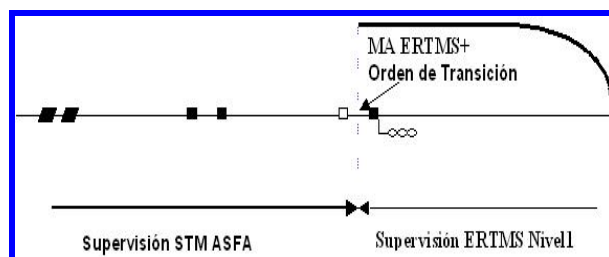 MA ERTMS+
Orden de Transición
Supervisión STM ASFA
Supervisión ERTMS Nivel1